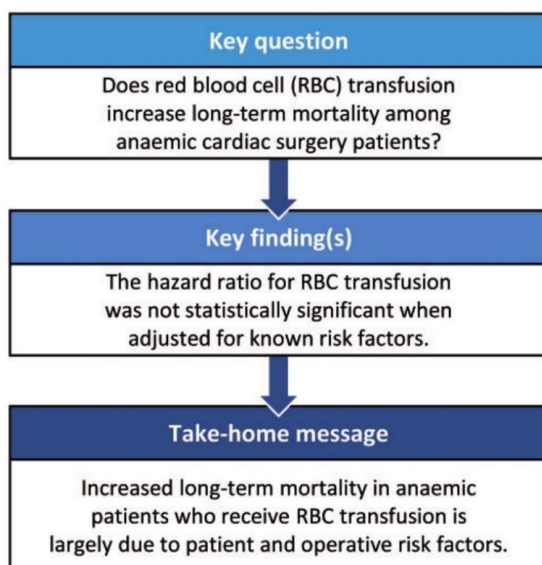 Key question
Does red blood cell (RBC) transfusion
increase long-term mortality among
anaemic cardiac surgery patients?
Key finding(s)
The hazard ratio for RBC transfusion
was not statistically significant when
adjusted for known risk factors.
Take-home message
Increased long-term mortality in anaemic
patients who receive RBC transfusion is
largely due to patient and operative risk factors.